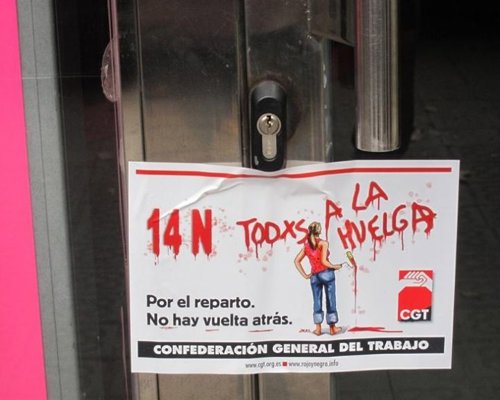 14 N TODXS A LA HUELGA
Por el reparto.
No hay vuelta atrás.
CGT
CONFEDERACIÓN GENERAL DEL TRABAJO
www.cgt.org.es www.rojoynegro.info